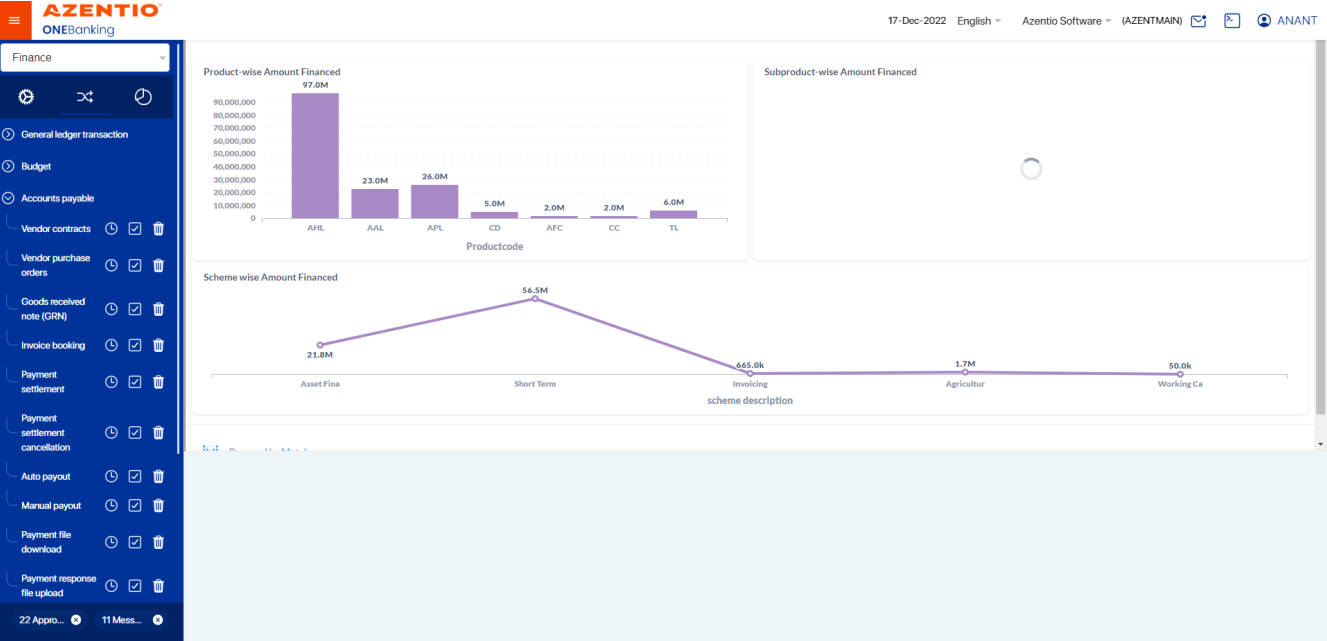 AZENTIO™
ONEBanking
17-Dec-2022 English Azentio Software (AZENTMAIN) ANANT
Finance
General ledger transaction
Budget
Accounts payable
Vendor contracts
Vendor purchase
orders
Goods received
note (GRN)
Invoice booking
Payment
settlement
Payment
settlement
cancellation
Auto payout
Manual payout
Payment file
download
Payment response
file upload
22 Appro...
11 Mess...
Product-wise Amount Financed
97.0M
90,000,000
80,000,000
70,000,000
60,000,000
50,000,000
40,000,000
30,000,000
20,000,000
10,000,000
0
23.0M
26.0M
5.0M
2.0M
2.0M
6.0M
AHL AAL APL CD AFC CC TL
Productcode
Subproduct-wise Amount Financed
Scheme wise Amount Financed
21.8M
56.5M
665.0k
1.7M
50.0k
Asset Fina Short Term Invoicing Agricultur Working Ca
scheme description